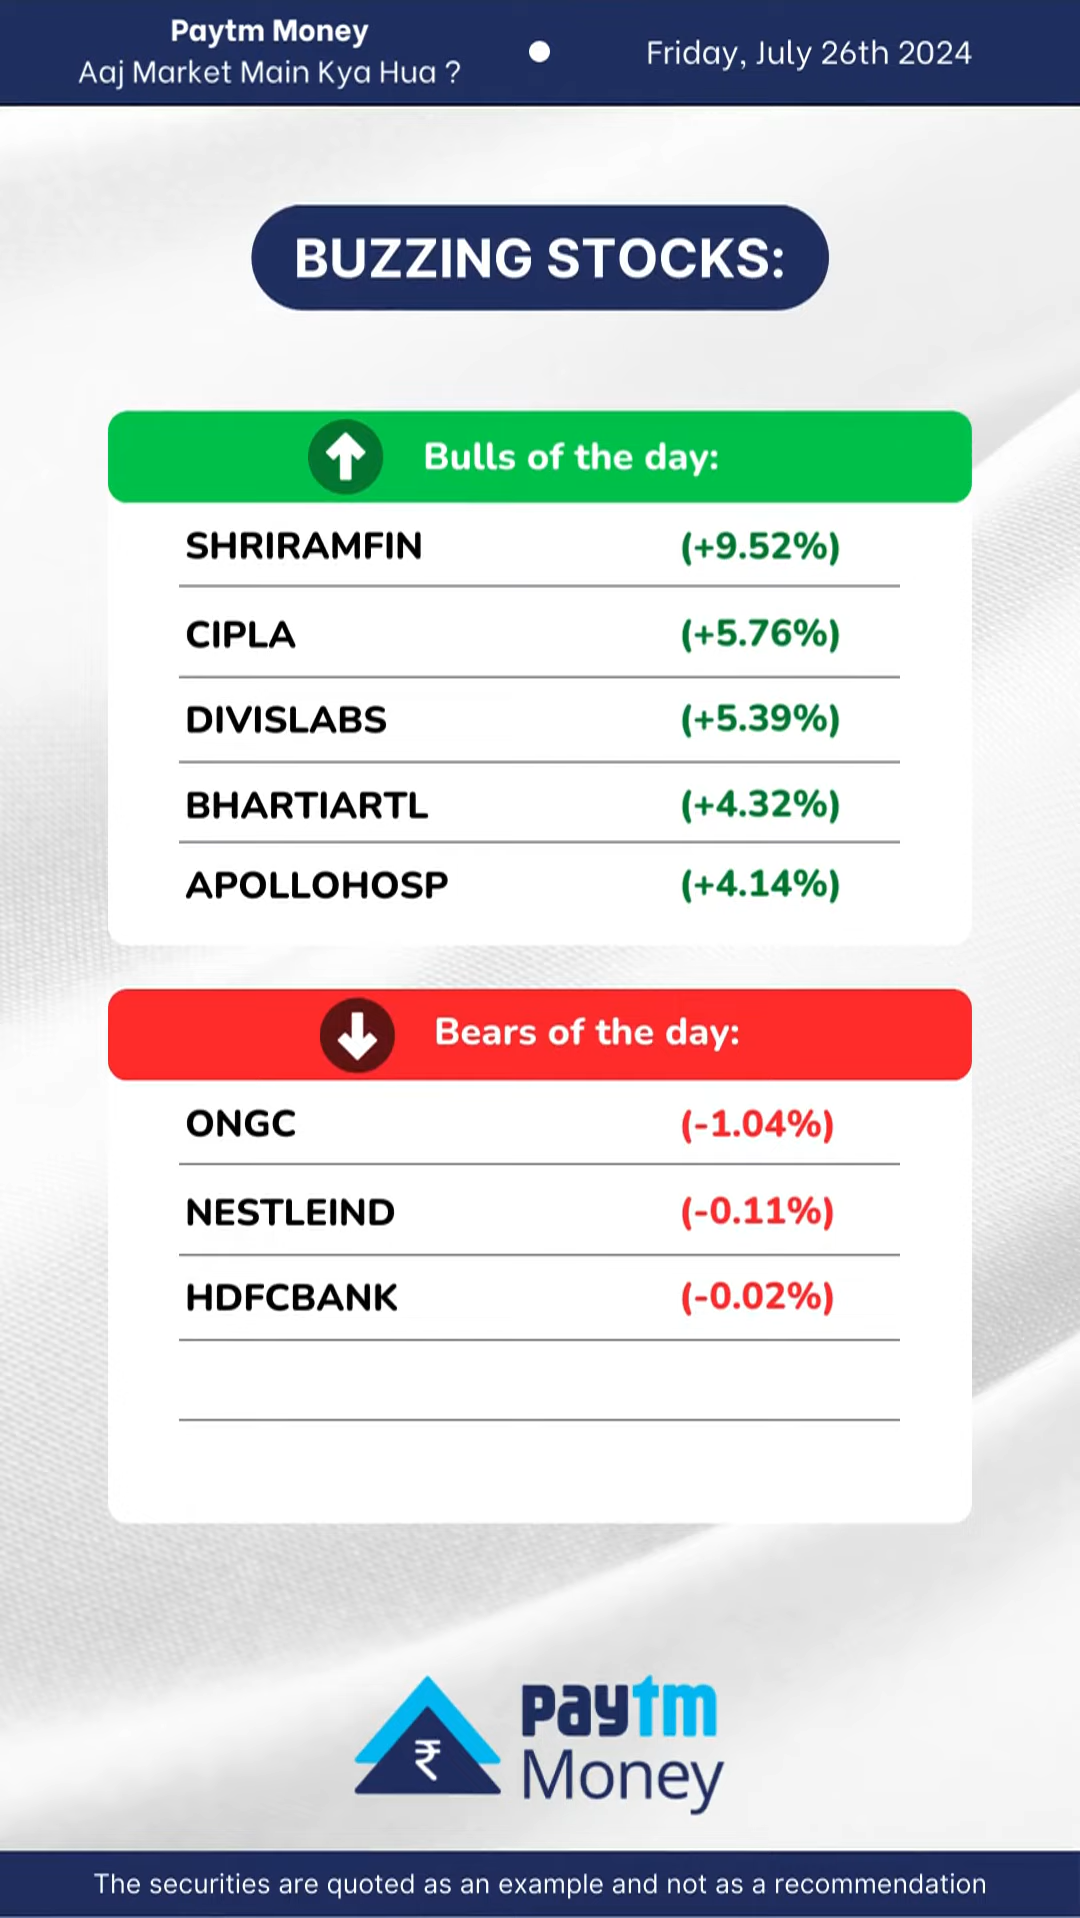 Paytm Money
Aaj Market Main Kya Hua ?
Friday, July 26th 2024
BUZZING STOCKS:
Bulls of the day:
SHRIRAMFIN (+9.52%)
CIPLA (+5.76%)
DIVISLABS (+5.39%)
BHARTIARTL (+4.32%)
APOLLOHOSP (+4.14%)
Bears of the day:
ONGC (-1.04%)
NESTLEIND (-0.11%)
HDFCBANK (-0.02%)
₹
paytm
Money
The securities are quoted as an example and not as a recommendation